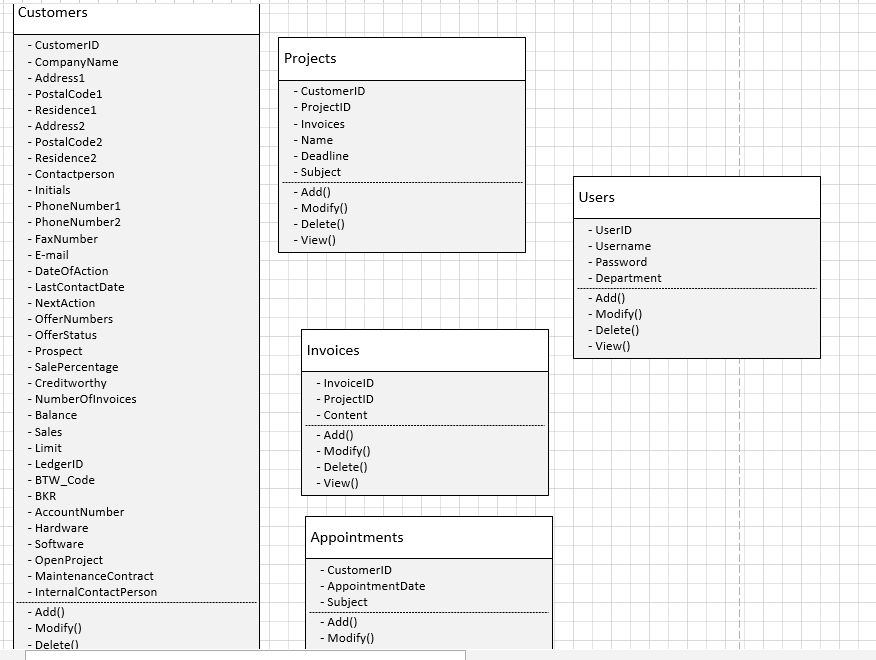 Customers
- CustomerID
- CompanyName
- Address1
- PostalCode1
- Residence1
- Address2
- PostalCode2
- Residence2
- Contactperson
- Initials
- PhoneNumber1
- PhoneNumber2
- FaxNumber
- E-mail
- DateOfAction
- LastContactDate
- NextAction
- OfferNumbers
- OfferStatus
- Prospect
- SalePercentage
- Creditworthy
- NumberOfInvoices
- Balance
- Sales
- Limit
- LedgerID
- BTW_Code
- BKR
- AccountNumber
- Hardware
- Software
- OpenProject
- MaintenanceContract
- InternalContactPerson
- Add()
- Modify()
- Delete()
Projects
- CustomerID
- ProjectID
- Invoices
- Name
- Deadline
- Subject
- Add()
- Modify()
- Delete()
- View()
Invoices
- InvoiceID
- ProjectID
- Content
- Add()
- Modify()
- Delete()
- View()
Appointments
- CustomerID
- AppointmentDate
- Subject
- Add()
- Modify()
Users
- UserID
- Username
- Password
- Department
- Add()
- Modify()
- Delete()
- View()